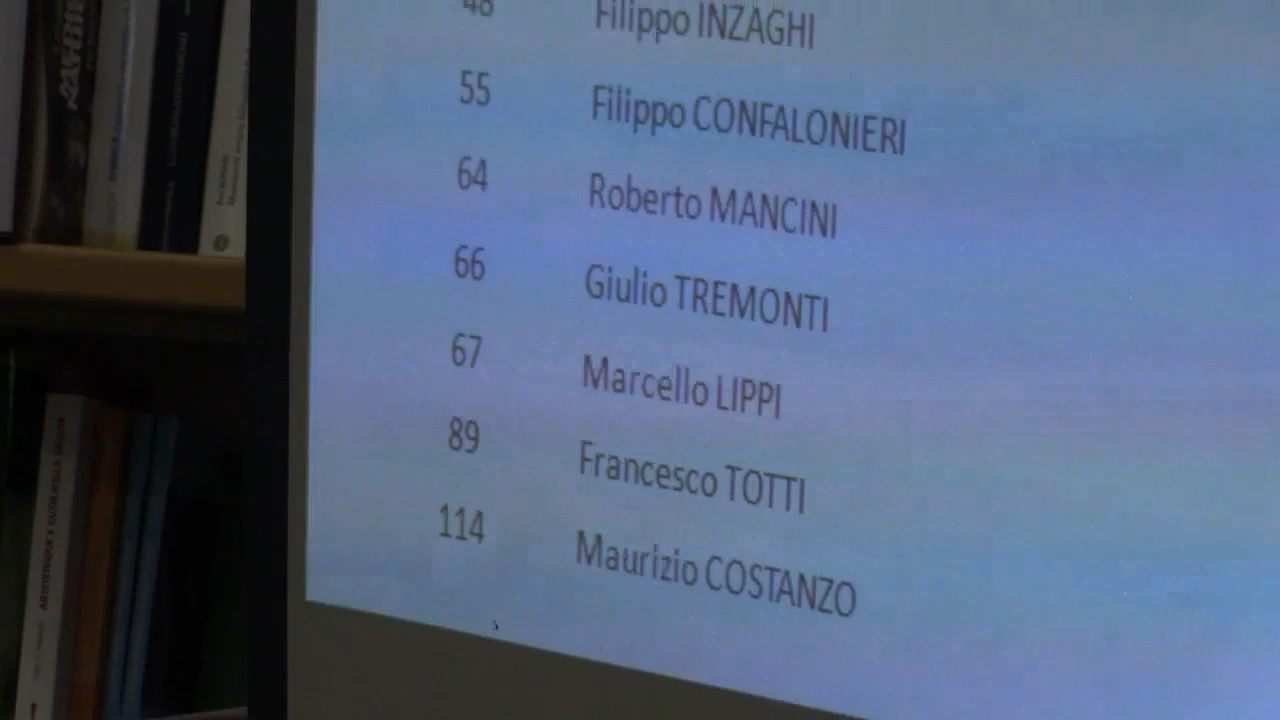 48 Filippo INZAGHI
55 Filippo CONFALONIERI
64 Roberto MANCINI
66 Giulio TREMONTI
67 Marcello LIPPI
89 Francesco TOTTI
114 Maurizio COSTANZO